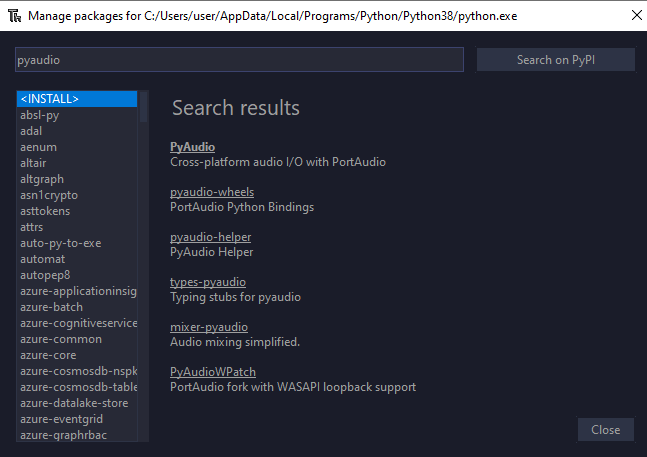 Manage packages for C:/Users/user/AppData/Local/Programs/Python/Python38/python.exe
pyaudio
Search on PyPI
<INSTALL>
absl-py
adal
aenum
altair
altgraph
asn1crypto
asttokens
attrs
auto-py-to-exe
automat
autopep8
azure-applicationinsig
azure-batch
azure-cognitiveservice
azure-common
azure-core
azure-cosmosdb-nspk
azure-cosmosdb-table
azure-datalake-store
azure-eventgrid
azure-graphrbac
Search results
PyAudio
Cross-platform audio I/O with PortAudio
pyaudio-wheels
PortAudio Python Bindings
pyaudio-helper
PyAudio Helper
types-pyaudio
Typing stubs for pyaudio
mixer-pyaudio
Audio mixing simplified.
PyAudioWPatch
PortAudio fork with WASAPI loopback support
Close